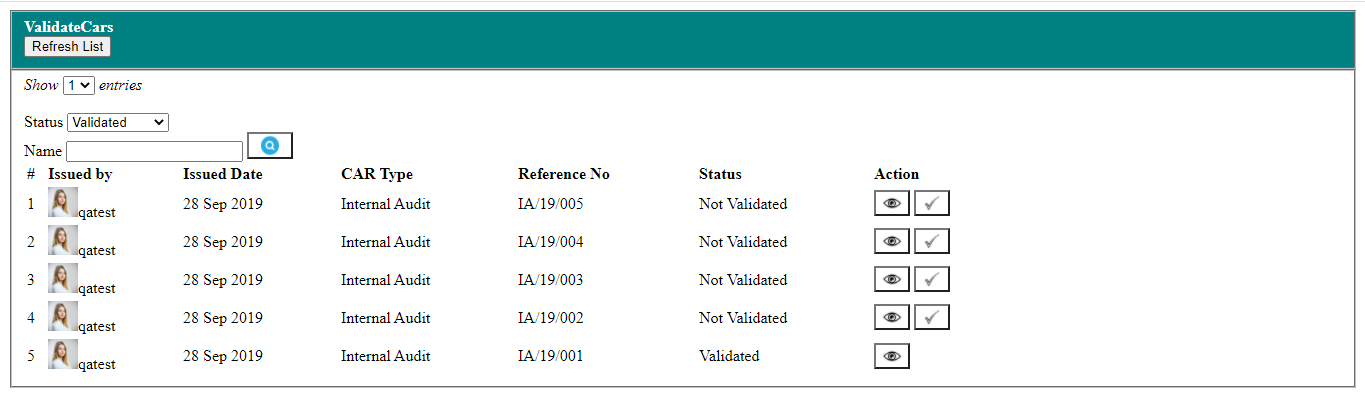 ValidateCars
Refresh List
Show 1 entries
Status Validated
Name
# Issued by Issued Date CAR Type Reference No Status Action
1 qatest 28 Sep 2019 Internal Audit IA/19/005 Not Validated
2 qatest 28 Sep 2019 Internal Audit IA/19/004 Not Validated
3 qatest 28 Sep 2019 Internal Audit IA/19/003 Not Validated
4 qatest 28 Sep 2019 Internal Audit IA/19/002 Not Validated
5 qatest 28 Sep 2019 Internal Audit IA/19/001 Validated